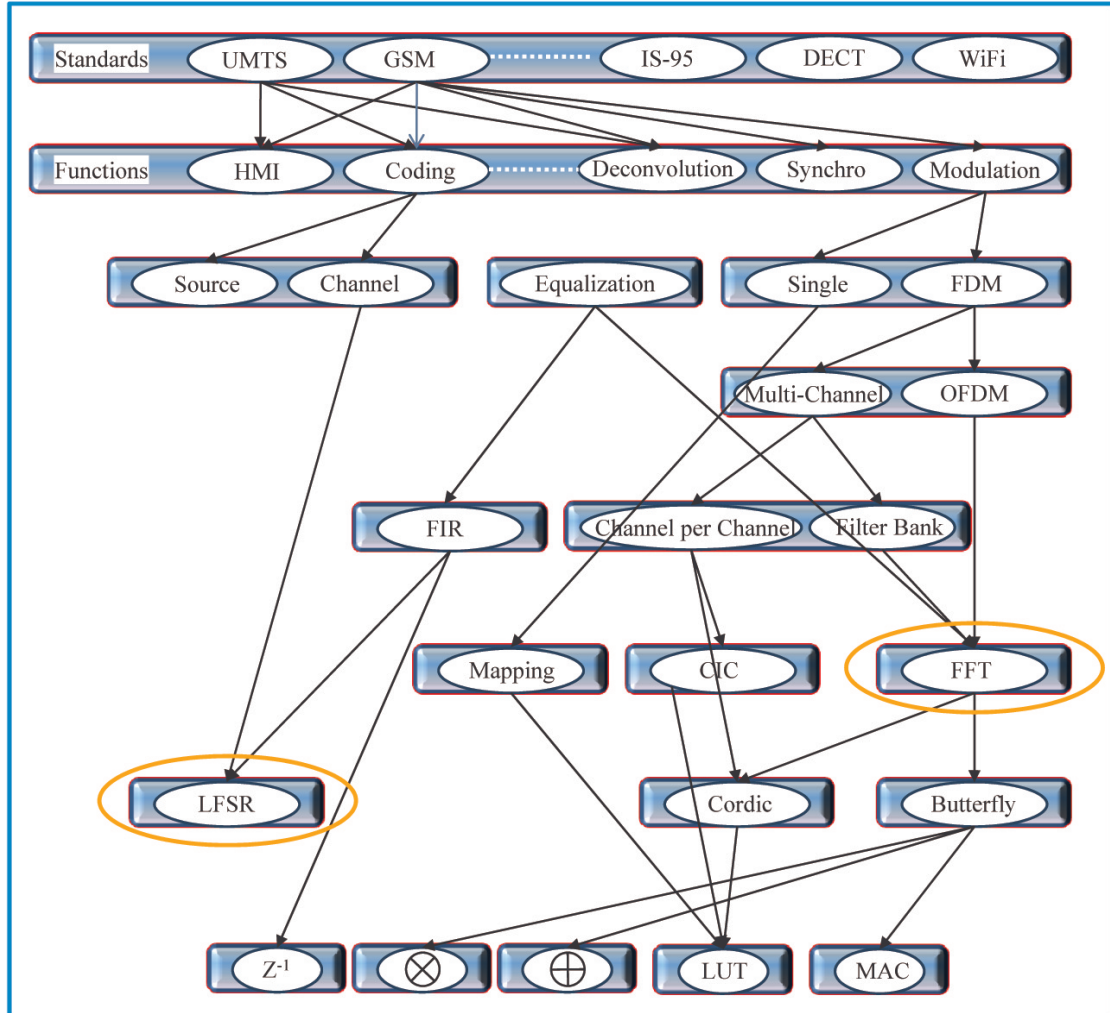 Standards UMTS GSM IS-95 DECT WiFi
Functions HMI Coding Deconvolution Synchro Modulation
Source Channel Equalization Single FDM
Multi-Channel OFDM
FIR Channel per Channel Filter Bank
Mapping CIC FFT
LFSR Cordic Butterfly
Z⁻¹ LUT MAC